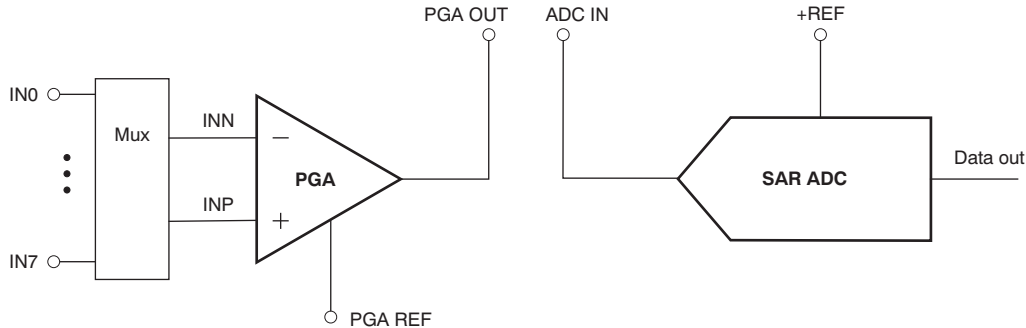 PGA OUT
ADC IN
+REF
IN0
Mux
INN
−
PGA
SAR ADC
Data out
INP
+
IN7
PGA REF